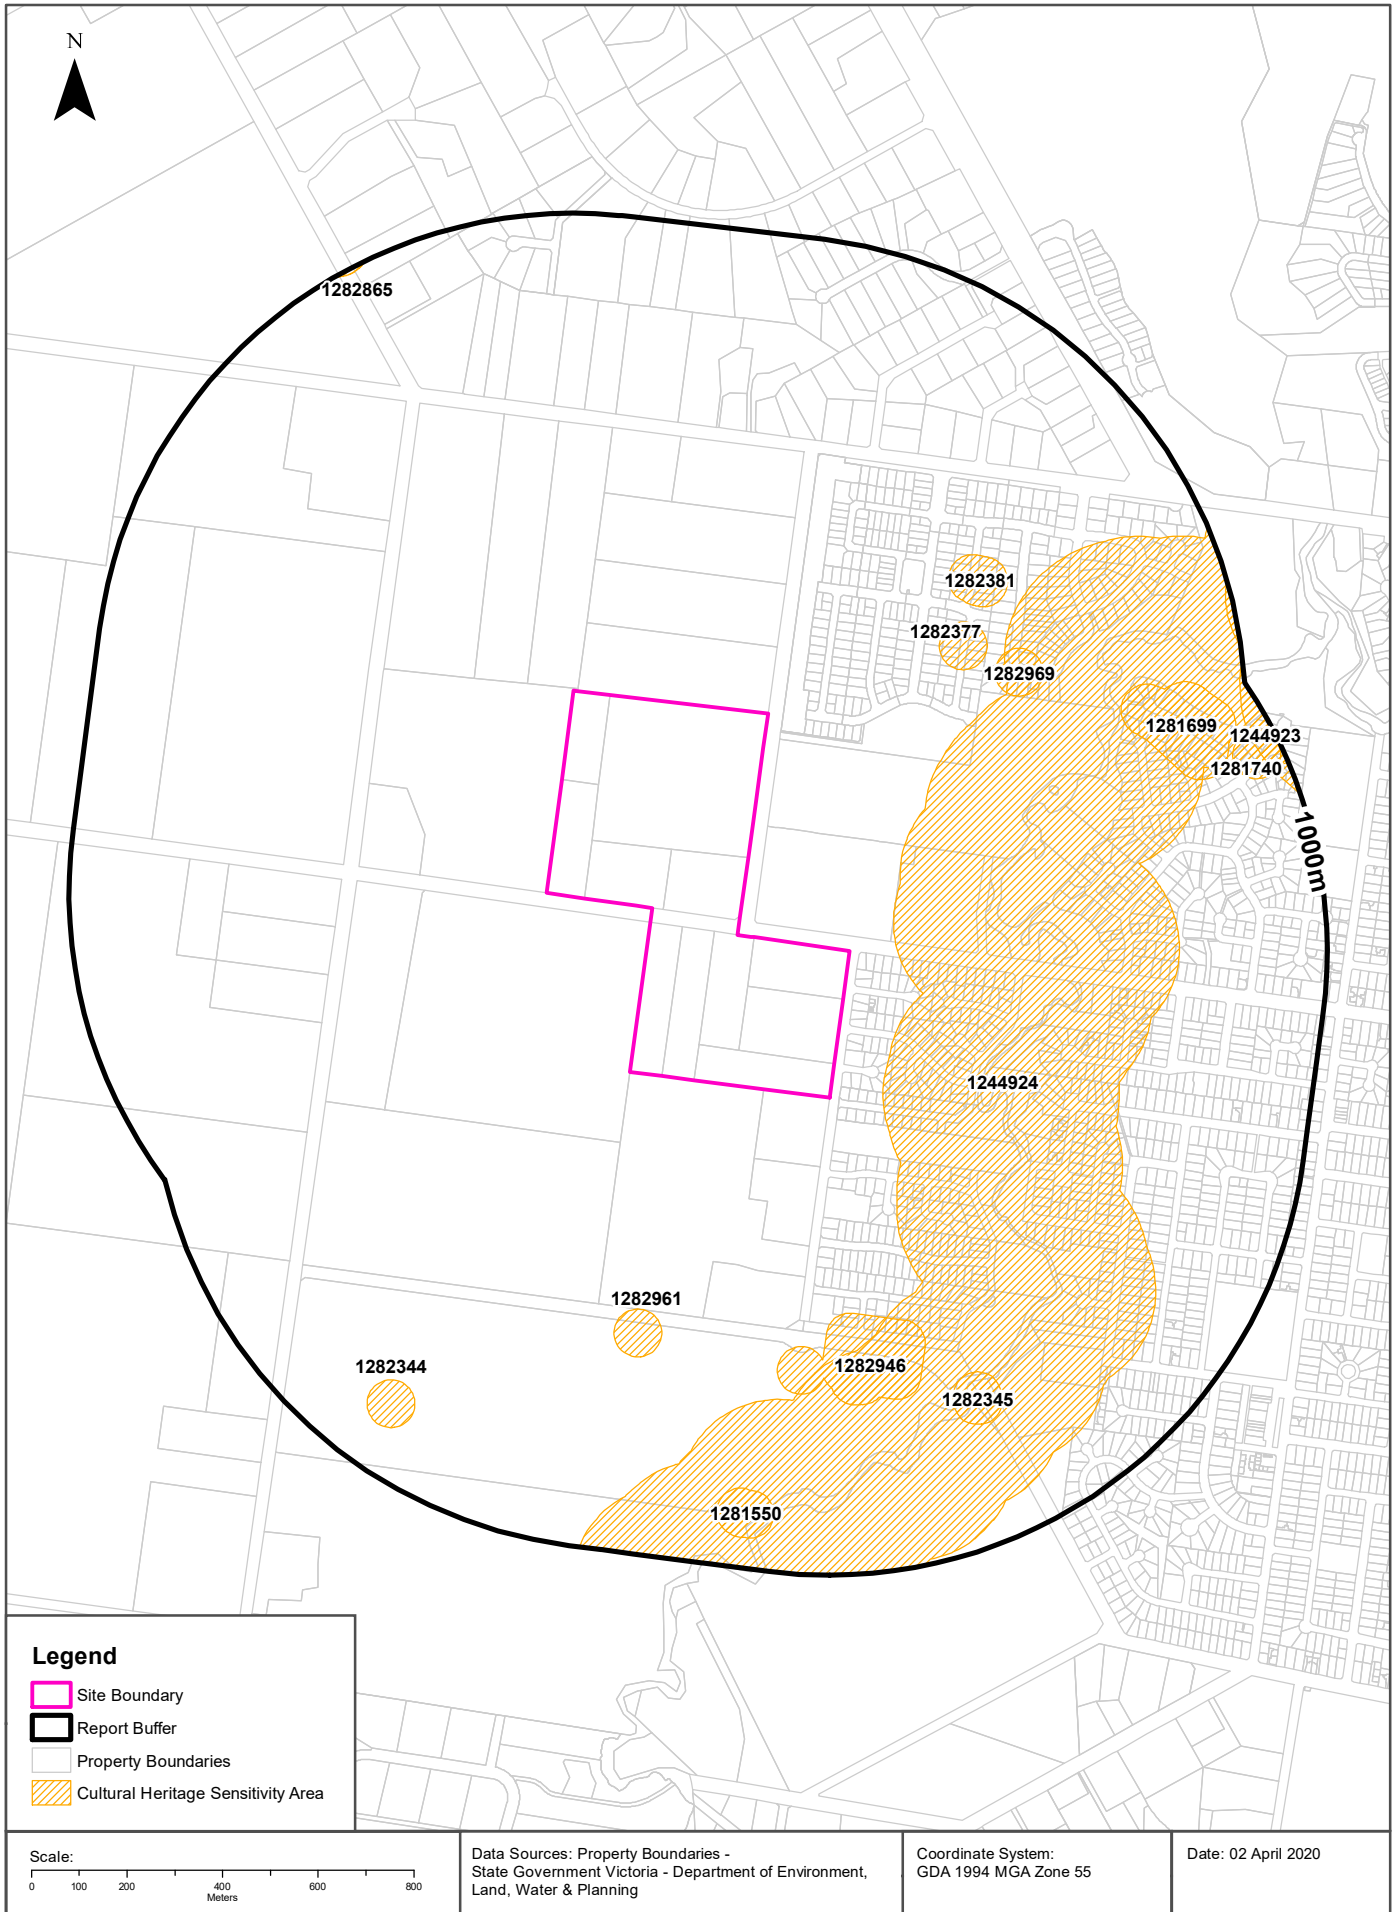 N
1282865
1282381
1282377
1282969
1281699
1244923
1281740
1000m
1244924
1282961
1282344
1282946
1282345
1281550
Legend
Site Boundary
Report Buffer
Property Boundaries
Cultural Heritage Sensitivity Area
Scale:
0 100 200 400 600 800
Meters
Data Sources: Property Boundaries -
State Government Victoria - Department of Environment,
Land, Water & Planning
Coordinate System:
GDA 1994 MGA Zone 55
Date: 02 April 2020